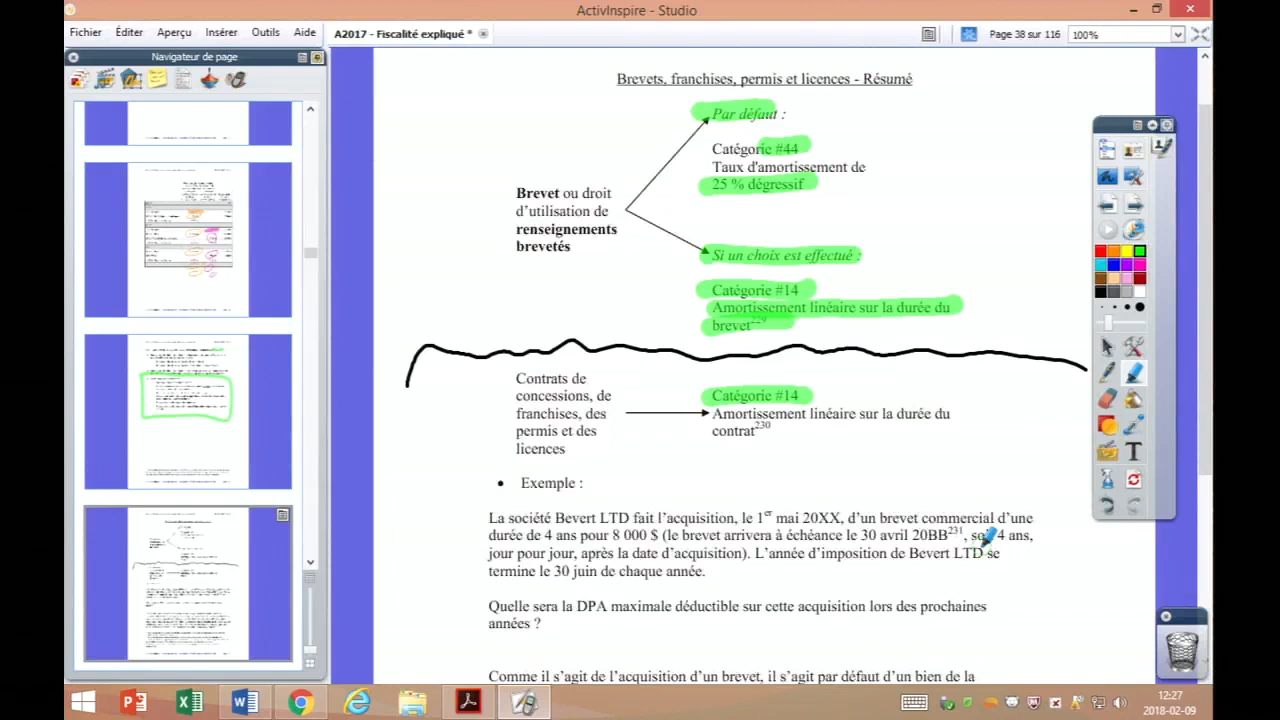 ActivInspire - Studio
Fichier Éditer Aperçu Insérer Outils Aide
A2017 - Fiscalité expliqué *
Page 38 sur 116
100%
Navigateur de page
Brevets, franchises, permis et licences - Résumé
Par défaut :
Catégorie #44
Taux d'amortissement de
25 % dégressif
Brevet ou droit
d'utilisation de
renseignements
brevetés
Si un choix est effectué :
Catégorie #14
Amortissement linéaire sur la durée du
brevet229
Contrats de
concessions, de
franchises, des
permis et des
licences
Catégorie #14
Amortissement linéaire sur la durée du
contrat230
• Exemple :
La société Bevert LTD fait l'acquisition, le 1er mai 20XX, d'un brevet commercial d'une
durée de 4 ans pour 8 000 $ (le brevet arrivera à échéance le 30 avril 20BB231, 4 ans,
jour pour jour, après la date d'acquisition). L'année d'imposition de Bevert LTD se
termine le 30 juin de chaque année.
Quelle sera la DPA maximale déductible sur cette acquisition lors des prochaines
années ?
Comme il s'agit de l'acquisition d'un brevet, il s'agit par défaut d'un bien de la
12:27
2018-02-09